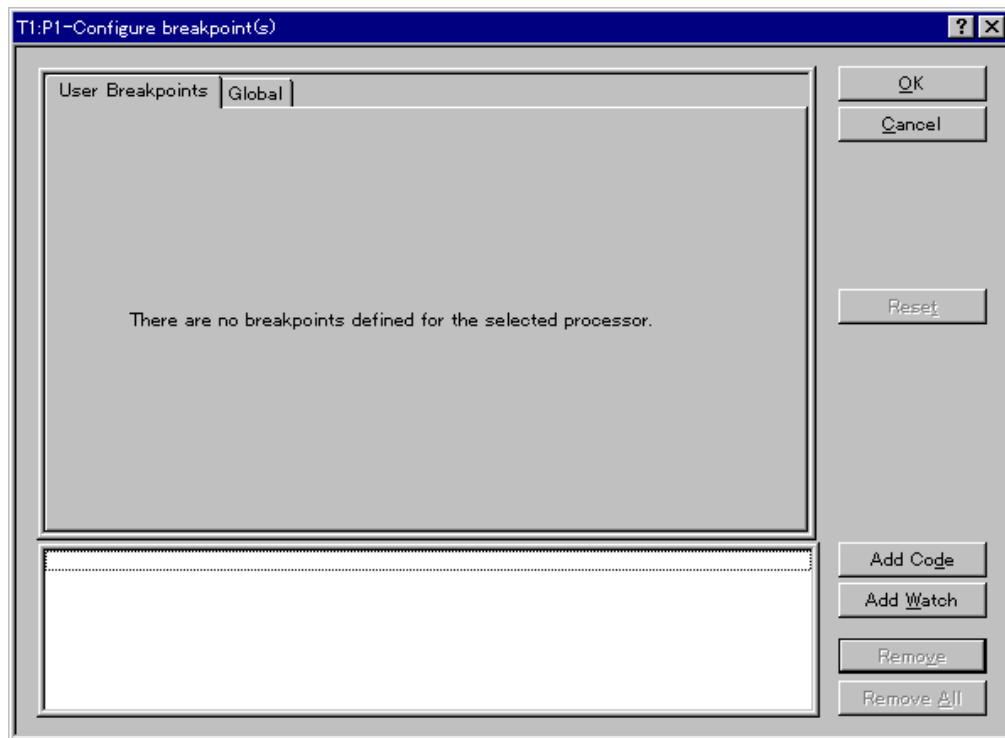 T1:P1-Configure breakpoint(s)
User Breakpoints
Global
There are no breakpoints defined for the selected processor.
OK
Cancel
Reset
Add Code
Add Watch
Remove
Remove All